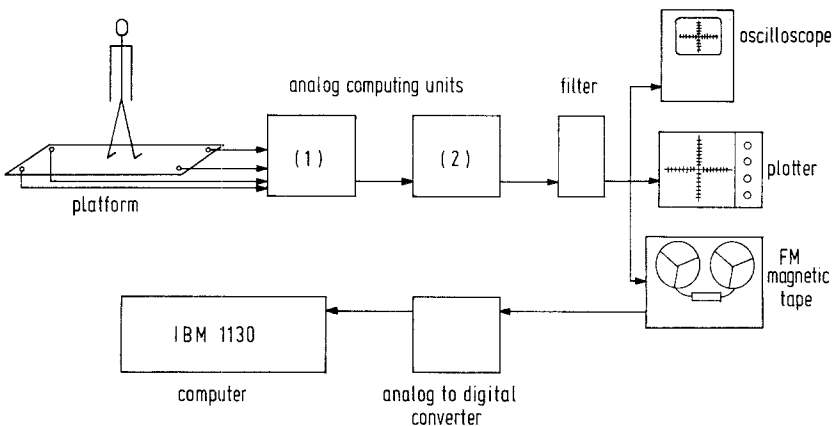 oscilloscope
analog computing units
filter
(1)
(2)
plotter
platform
FM
magnetic
tape
IBM 1130
computer
analog to digital
converter